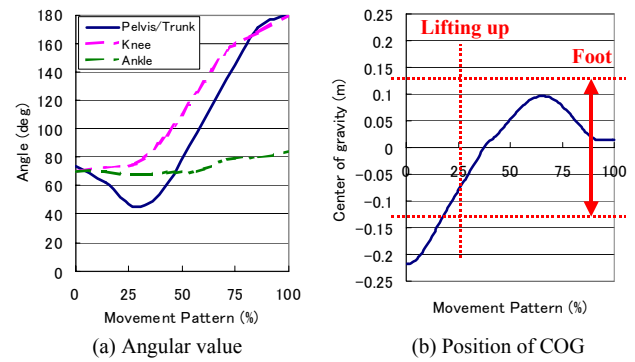 180
160
140
120
100
80
60
40
20
0
Angle (deg)
Pelvis/Trunk
Knee
Ankle
0 25 50 75 100
Movement Pattern (%)
(a) Angular value
0.25
0.2
0.15
0.1
0.05
0
-0.05
-0.1
-0.15
-0.2
-0.25
Center of gravity (m)
Lifting up
Foot
0 25 50 75 100
Movement Pattern (%)
(b) Position of COG